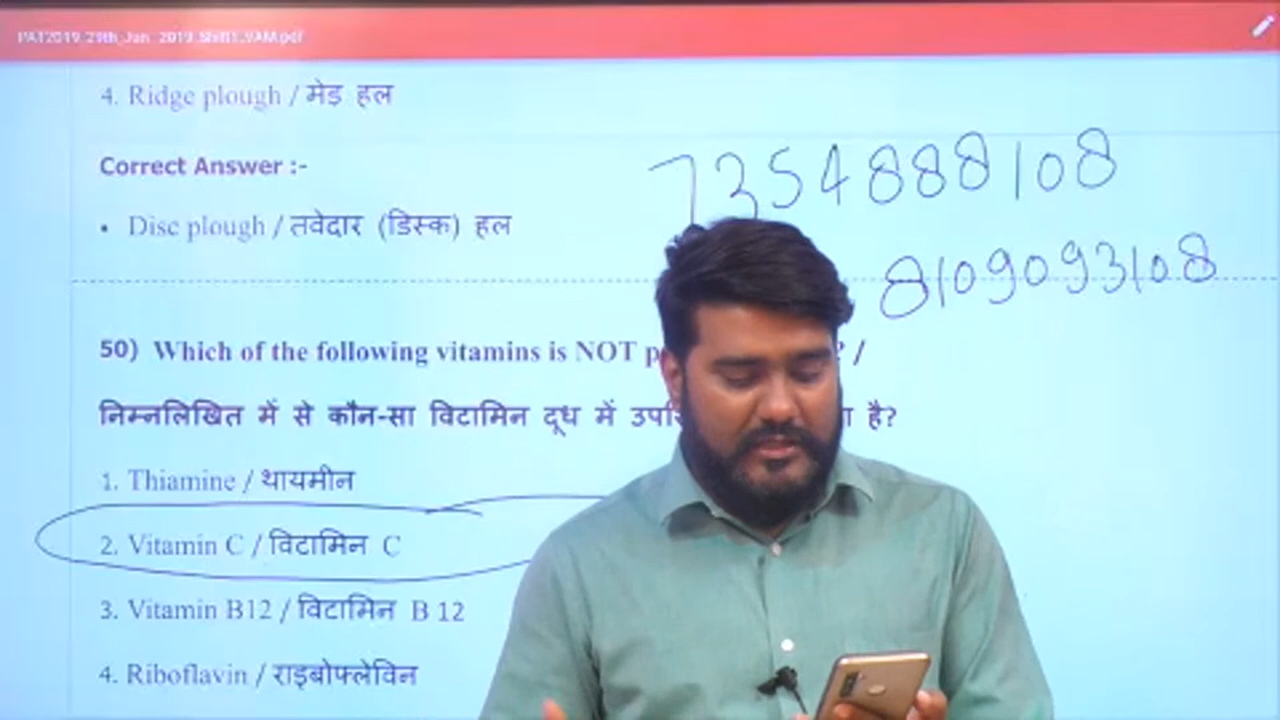 PAT2019_29th_Jun_2019_Shift1_9AM.pdf
4. Ridge plough / मेड़ हल
Correct Answer :-
7354888108
• Disc plough / तवेदार (डिस्क) हल
8109093108
50) Which of the following vitamins is NOT ? /
निम्नलिखित में से कौन-सा विटामिन दूध में है?
1. Thiamine / थायमीन
2. Vitamin C / विटामिन C
3. Vitamin B12 / विटामिन B 12
4. Riboflavin / राइबोफ्लेविन